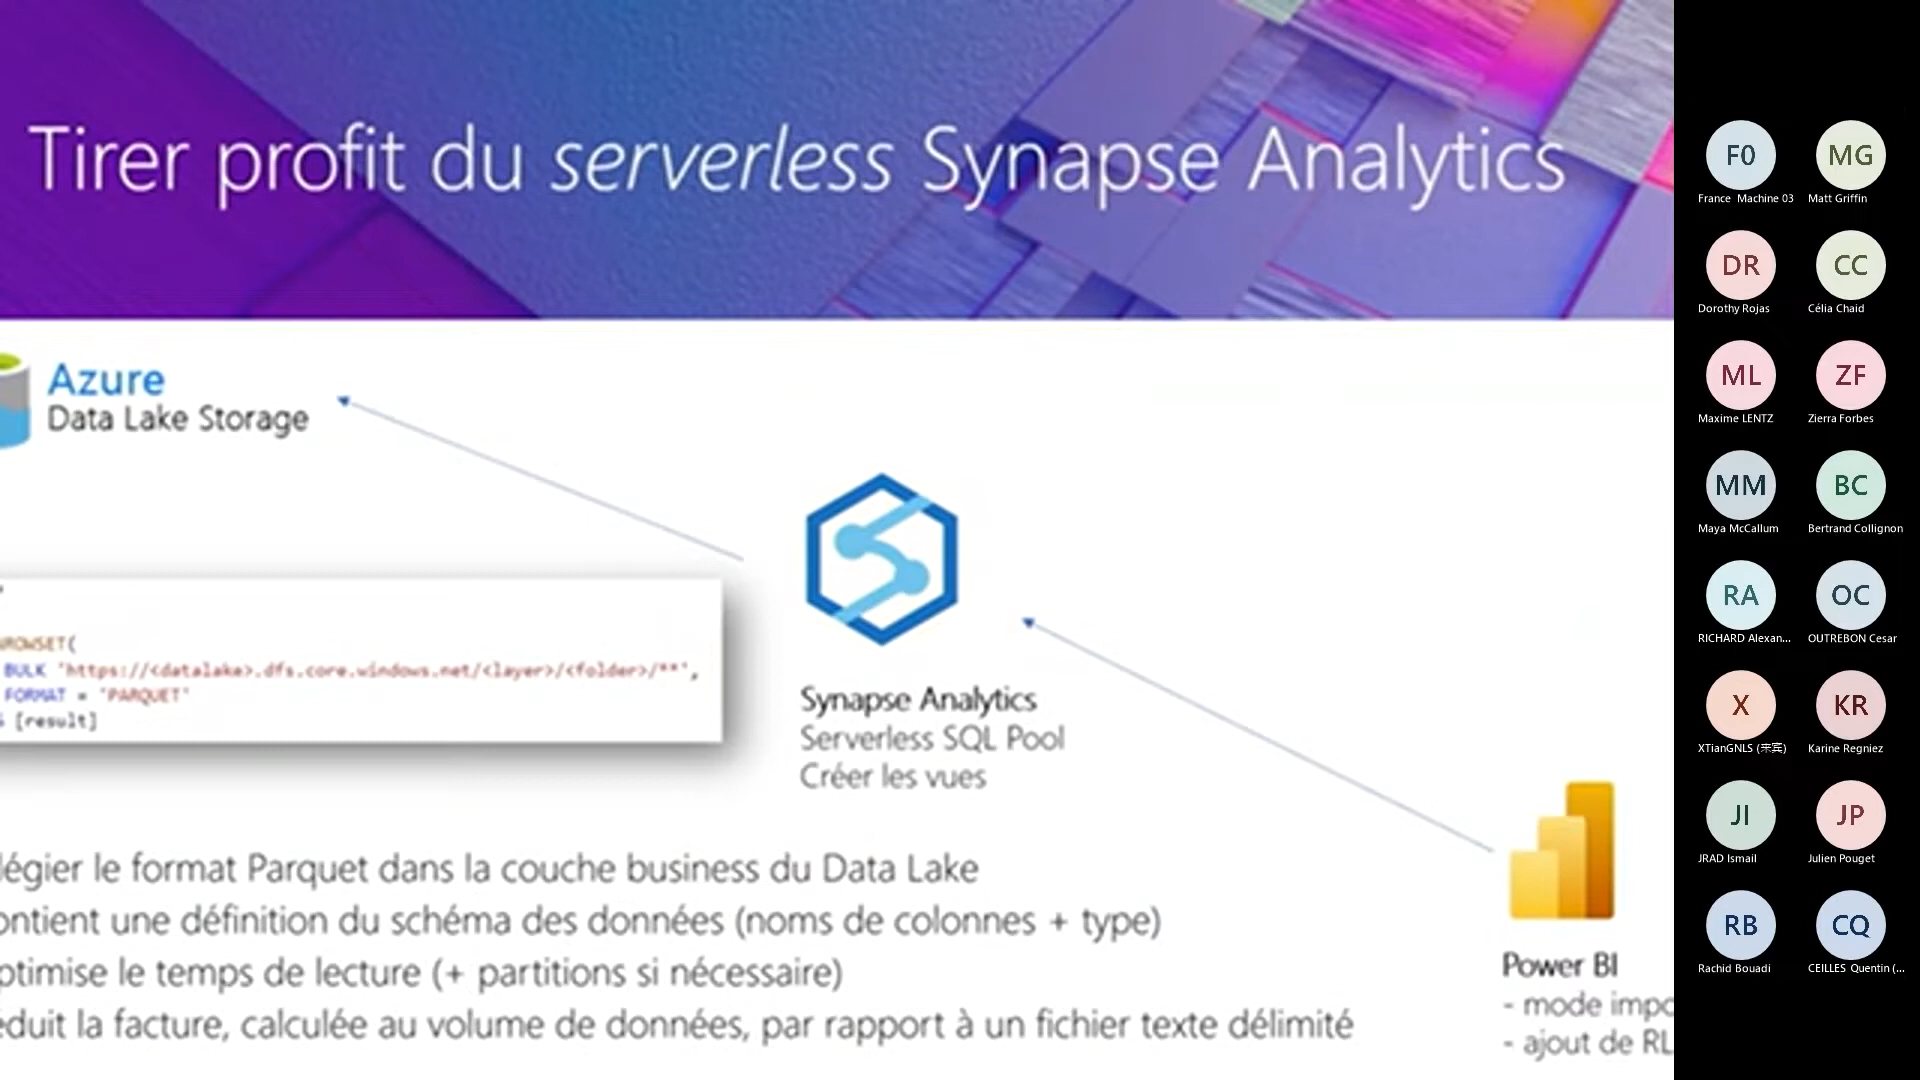 Tirer profit du serverless Synapse Analytics
Azure
Data Lake Storage
ROWSET(
BULK 'https://<datalake>.dfs.core.windows.net/<layer>/<folder>/**',
FORMAT = 'PARQUET'
[result]
Synapse Analytics
Serverless SQL Pool
Créer les vues
légier le format Parquet dans la couche business du Data Lake
ontient une définition du schéma des données (noms de colonnes + type)
ptimise le temps de lecture (+ partitions si nécessaire)
éduit la facture, calculée au volume de données, par rapport à un fichier texte délimité
Power BI
- mode impo
- ajout de RL
F0 MG
France Machine 03 Matt Griffin
DR CC
Dorothy Rojas Célia Chaid
ML ZF
Maxime LENTZ Zierra Forbes
MM BC
Maya McCallum Bertrand Collignon
RA OC
RICHARD Alexan... OUTREBON Cesar
X KR
XTianGNLS (来宾) Karine Regniez
JI JP
JRAD Ismail Julien Pouget
RB CQ
Rachid Bouadi CEILLES Quentin (...